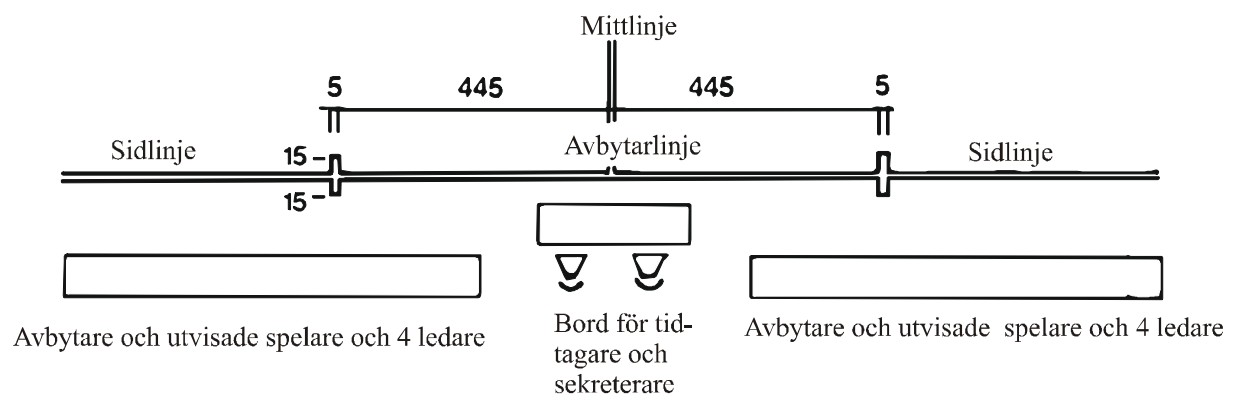 Mittlinje
5 445 445 5
Sidlinje 15 – Avbytarlinje Sidlinje
15 –
Avbytare och utvisade spelare och 4 ledare
Bord för tid-
tagare och
sekreterare
Avbytare och utvisade spelare och 4 ledare